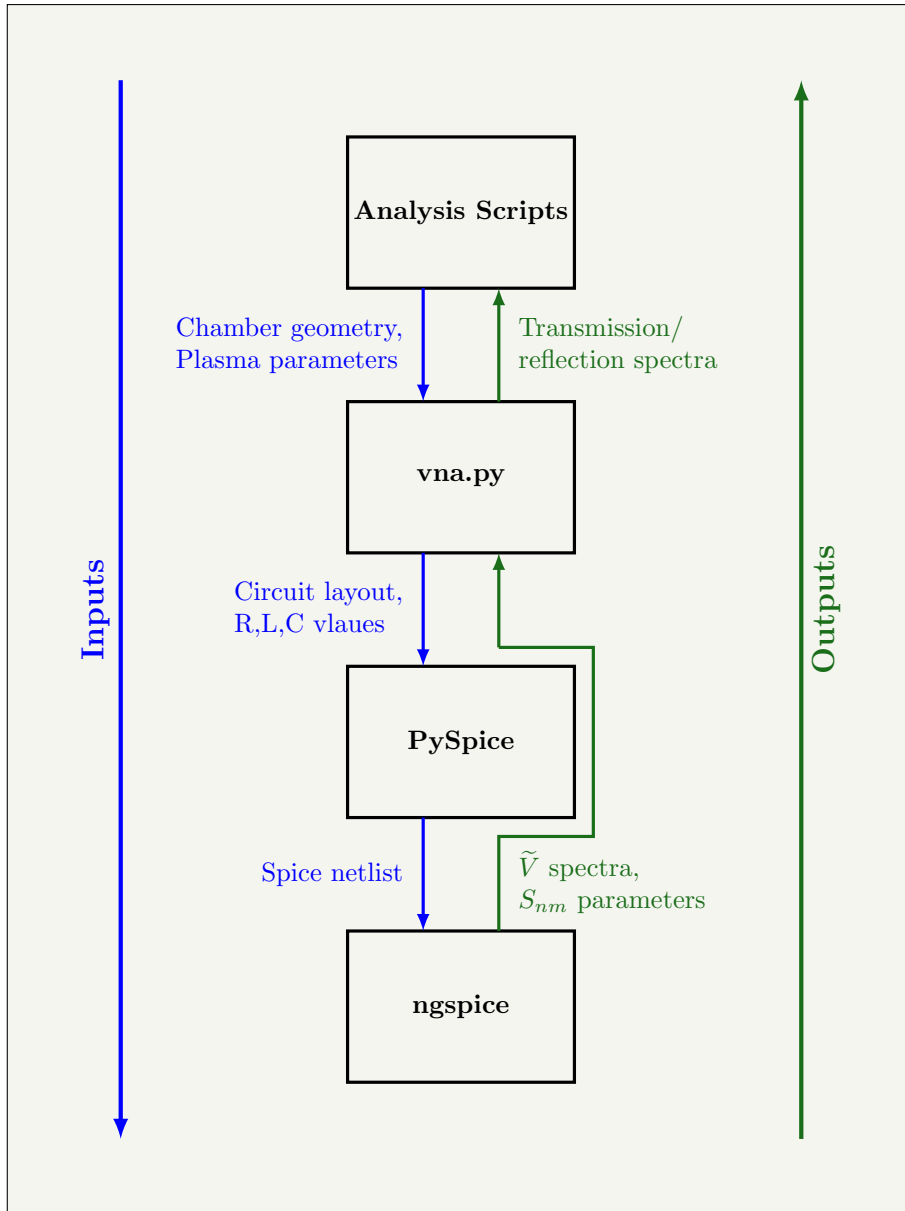 Analysis Scripts
Chamber geometry,
Plasma parameters
Transmission/
reflection spectra
vna.py
Inputs
Outputs
Circuit layout,
R,L,C vlaues
PySpice
Spice netlist
Ṽ spectra,
Sₙₘ parameters
ngspice